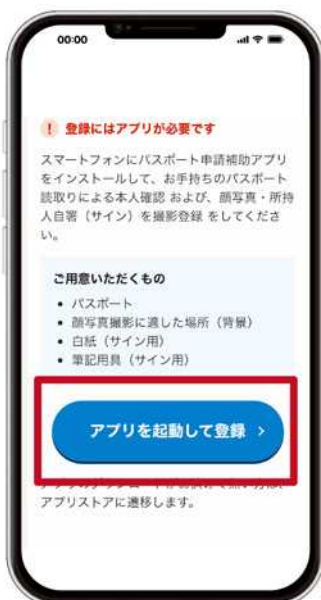 00:00
! 登録にはアプリが必要です
スマートフォンにパスポート申請補助アプリ
をインストールして、お手持ちのパスポート
読取りによる本人確認 および、顔写真・所持
人自署（サイン）を撮影登録 をしてくださ
い。
ご用意いただくもの
• パスポート
• 顔写真撮影に適した場所（背景）
• 白紙（サイン用）
• 筆記用具（サイン用）
アプリを起動して登録 >
アプリストアに遷移します。